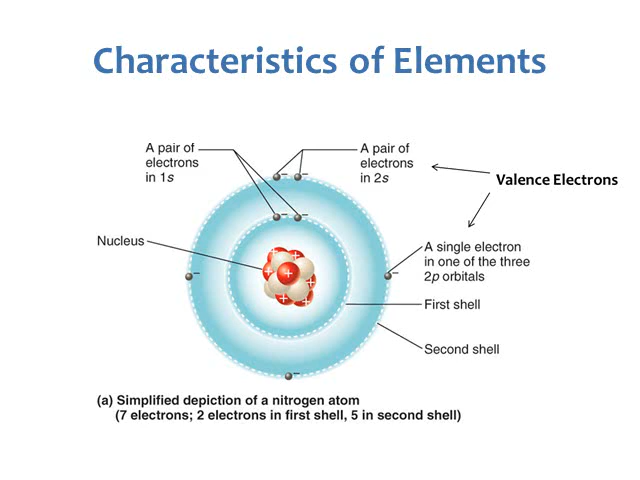 Characteristics of Elements
A pair of
electrons
in 1s
A pair of
electrons
in 2s
Valence Electrons
Nucleus
A single electron
in one of the three
2p orbitals
First shell
Second shell
(a) Simplified depiction of a nitrogen atom
(7 electrons; 2 electrons in first shell, 5 in second shell)